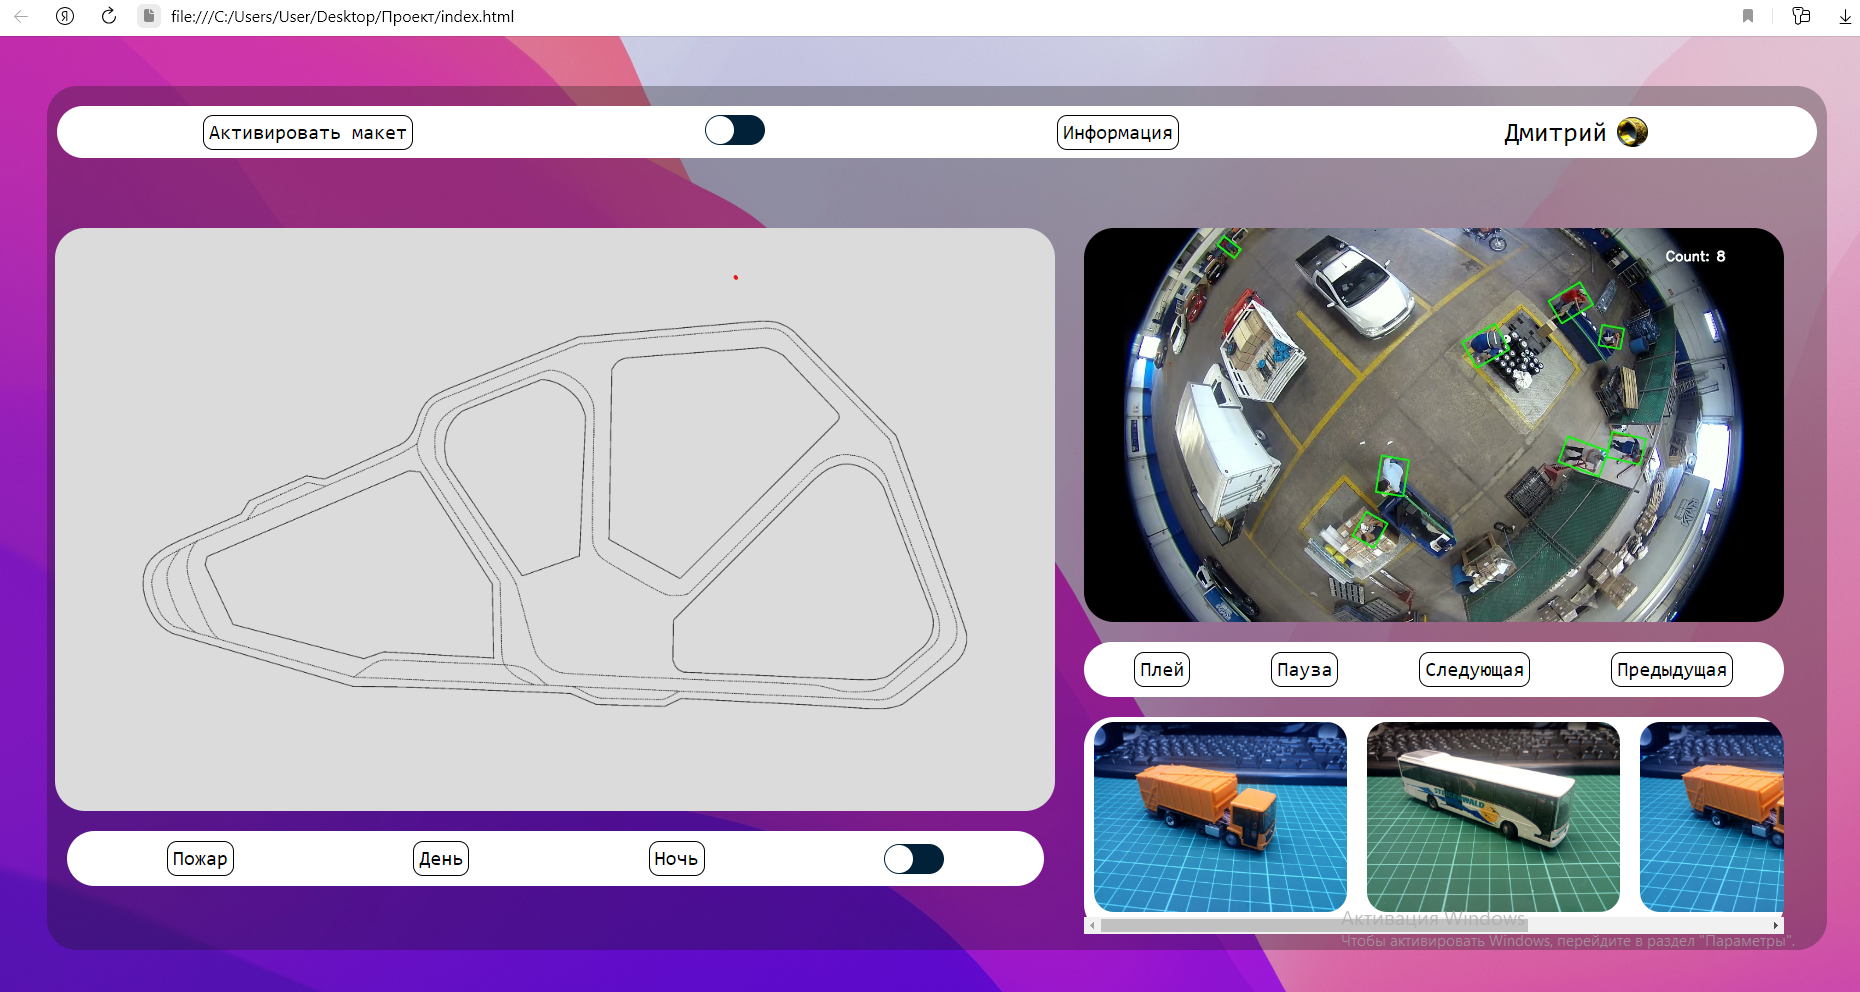 file:///C:/Users/User/Desktop/Проект/index.html
Активировать макет
Информация
Дмитрий
Count: 8
Плей
Пауза
Следующая
Предыдущая
Пожар
День
Ночь
Активация Windows
Чтобы активировать Windows, перейдите в раздел "Параметры".